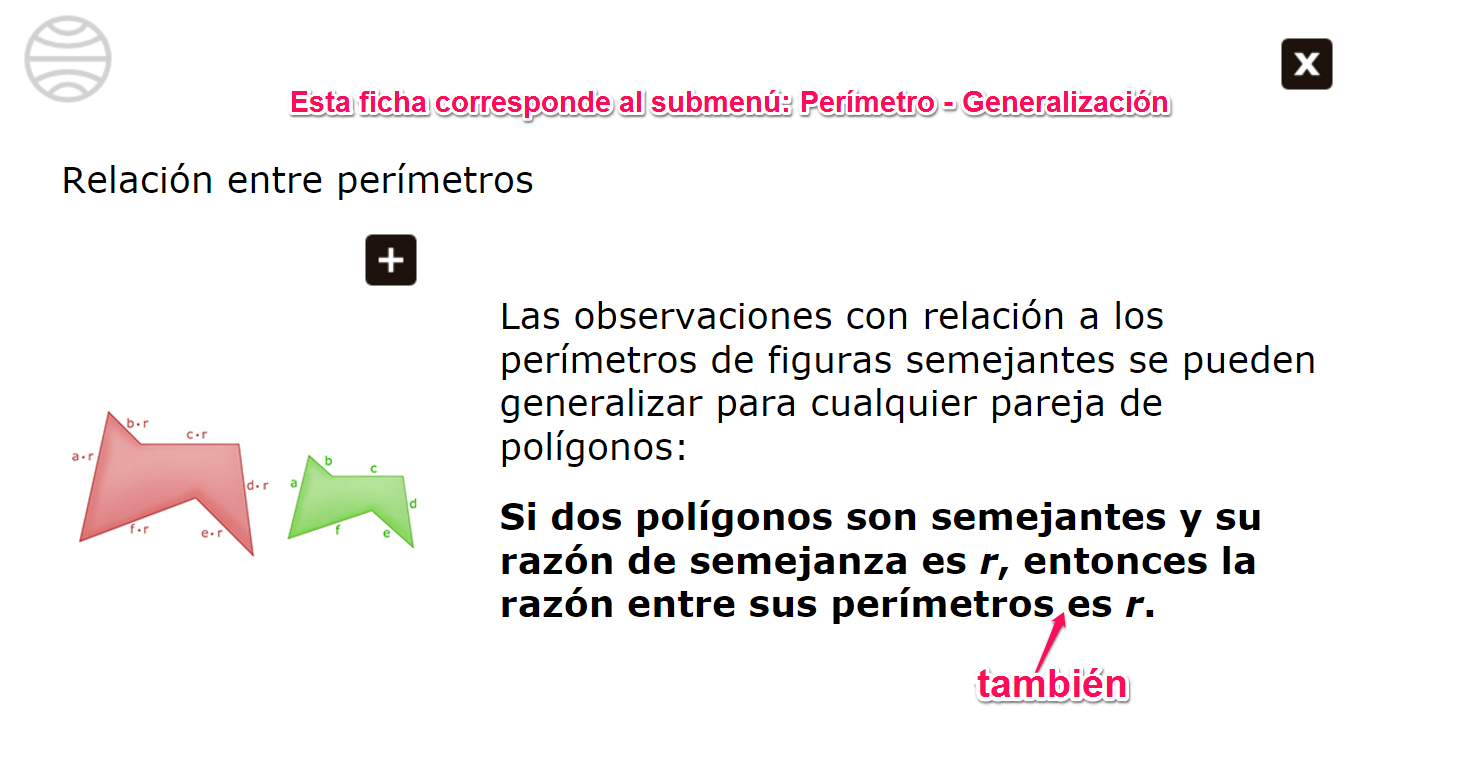 x
Esta ficha corresponde al submenú: Perímetro - Generalización
Relación entre perímetros
+
Las observaciones con relación a los
perímetros de figuras semejantes se pueden
generalizar para cualquier pareja de
polígonos:
b·r
c·r
a·r
d·r
f·r
e·r
b
c
a
d
f
e
Si dos polígonos son semejantes y su
razón de semejanza es r, entonces la
razón entre sus perímetros es r.
también